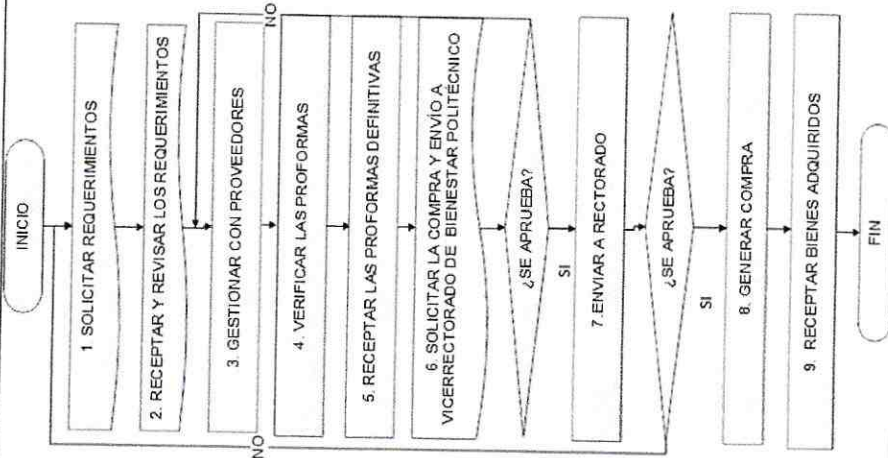 INICIO
1. SOLICITAR REQUERIMIENTOS
2. RECEPTAR Y REVISAR LOS REQUERIMIENTOS
3. GESTIONAR CON PROVEEDORES
4. VERIFICAR LAS PROFORMAS
5. RECEPTAR LAS PROFORMAS DEFINITIVAS
6. SOLICITAR LA COMPRA Y ENVÍO A
VICERRECTORADO DE BIENESTAR POLITÉCNICO
¿SE APRUEBA?
NO
SI
7.ENVIAR A RECTORADO
¿SE APRUEBA?
NO
SI
8. GENERAR COMPRA
9. RECEPTAR BIENES ADQUIRIDOS
FIN